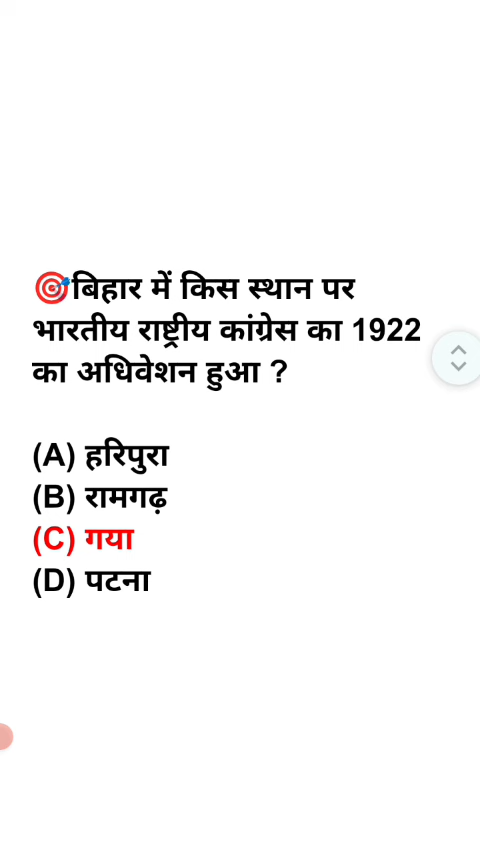 🎯बिहार में किस स्थान पर
भारतीय राष्ट्रीय कांग्रेस का 1922
का अधिवेशन हुआ ?
(A) हरिपुरा
(B) रामगढ़
(C) गया
(D) पटना